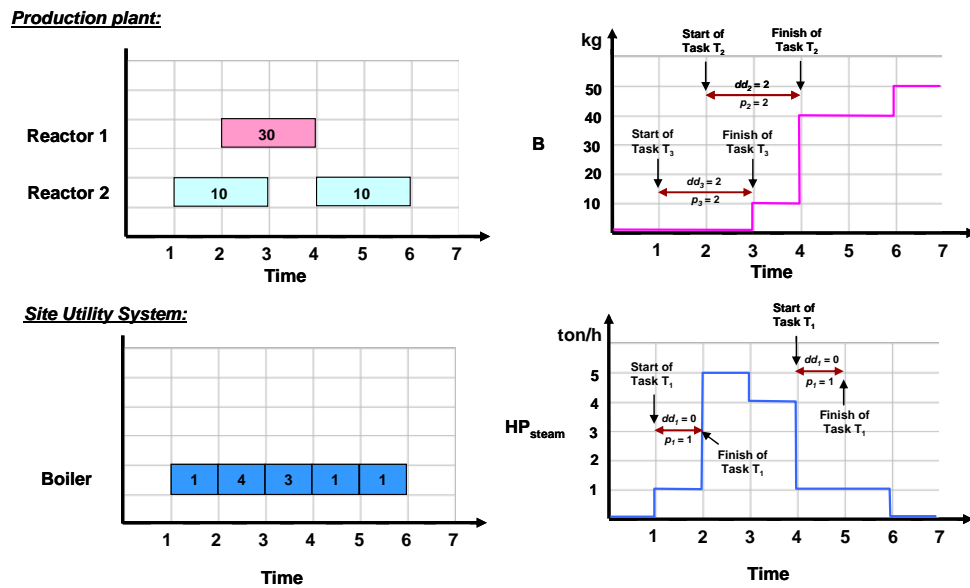 Production plant:
Reactor 1
30
Reactor 2
10
10
1 2 3 4 5 6 7
Time
kg
50
40
30
20
10
B
Start of
Task T2
Finish of
Task T2
dd2 = 2
p2 = 2
Start of
Task T3
Finish of
Task T3
dd3 = 2
p3 = 2
1 2 3 4 5 6 7
Time
Site Utility System:
Boiler
1 4 3 1 1
1 2 3 4 5 6 7
Time
ton/h
5
4
3
2
1
HPsteam
Start of
Task T1
dd1 = 0
p1 = 1
Finish of
Task T1
Start of
Task T1
dd1 = 0
p1 = 1
Finish of
Task T1
1 2 3 4 5 6 7
Time